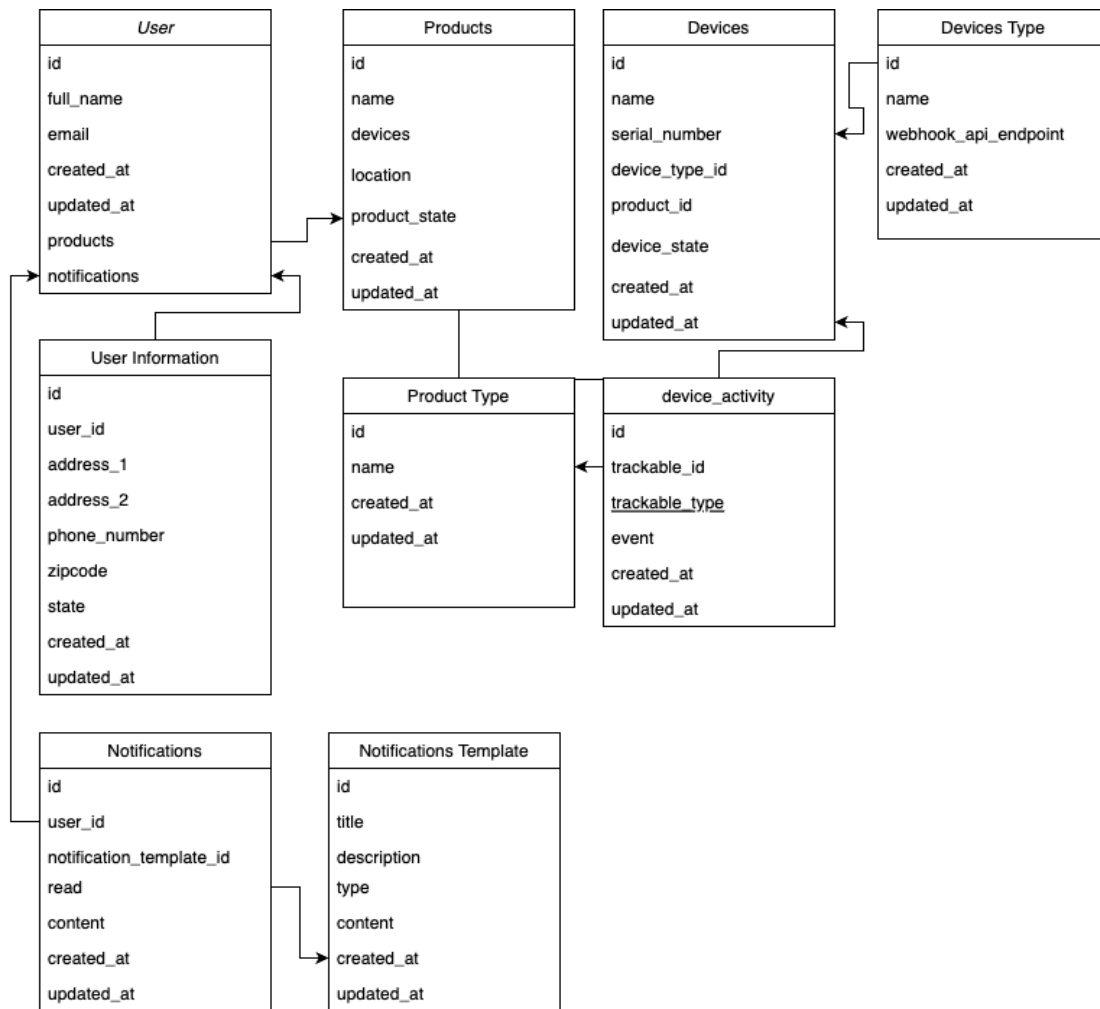 User
id
full_name
email
created_at
updated_at
products
notifications
Products
id
name
devices
location
product_state
created_at
updated_at
Devices
id
name
serial_number
device_type_id
product_id
device_state
created_at
updated_at
Devices Type
id
name
webhook_api_endpoint
created_at
updated_at
User Information
id
user_id
address_1
address_2
phone_number
zipcode
state
created_at
updated_at
Product Type
id
name
created_at
updated_at
device_activity
id
trackable_id
trackable_type
event
created_at
updated_at
Notifications
id
user_id
notification_template_id
read
content
created_at
updated_at
Notifications Template
id
title
description
type
content
created_at
updated_at